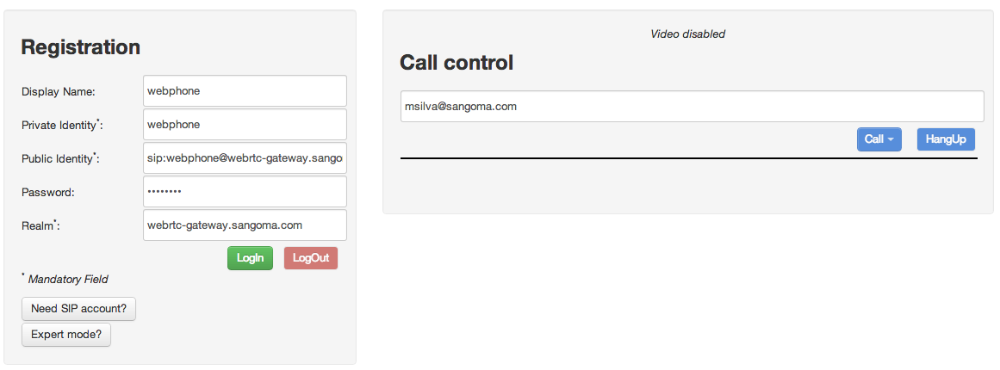 Registration
Display Name: webphone
Private Identity*: webphone
Public Identity*: sip:webphone@webrtc-gateway.sango
Password: ••••••••
Realm*: webrtc-gateway.sangoma.com
LogIn LogOut
* Mandatory Field
Need SIP account?
Expert mode?
Video disabled
Call control
msilva@sangoma.com
Call HangUp